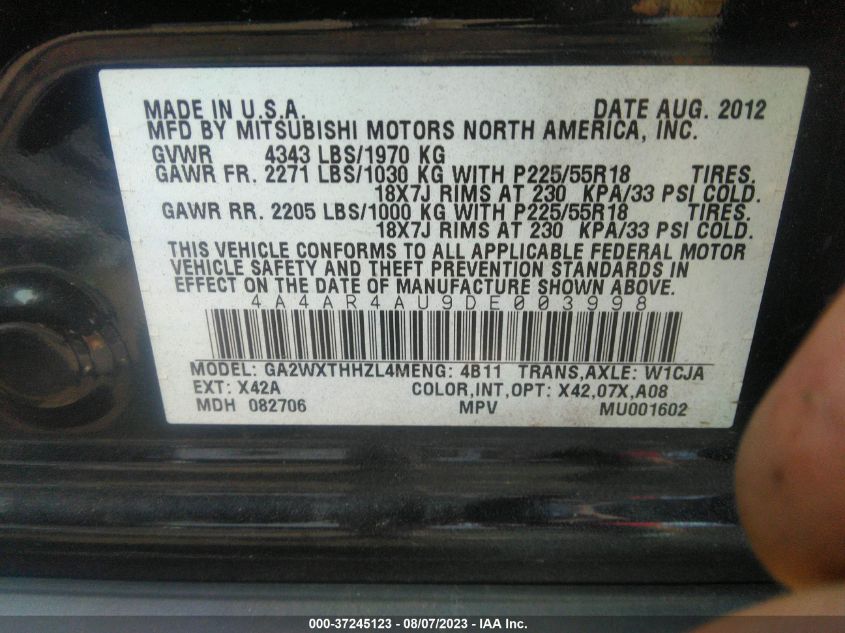 MADE IN U.S.A. DATE AUG. 2012
MFD BY MITSUBISHI MOTORS NORTH AMERICA, INC.
GVWR 4343 LBS/1970 KG
GAWR FR. 2271 LBS/1030 KG WITH P225/55R18 TIRES.
18X7J RIMS AT 230 KPA/33 PSI COLD.
GAWR RR. 2205 LBS/1000 KG WITH P225/55R18 TIRES.
18X7J RIMS AT 230 KPA/33 PSI COLD.
THIS VEHICLE CONFORMS TO ALL APPLICABLE FEDERAL MOTOR
VEHICLE SAFETY AND THEFT PREVENTION STANDARDS IN
EFFECT ON THE DATE OF MANUFACTURE SHOWN ABOVE.
4A4AR4AU9DE003998
MODEL: GA2WXTHHZL4MENG: 4B11 TRANS,AXLE: W1CJA
EXT: X42A COLOR,INT,OPT: X42,07X,A08
MDH 082706 MPV MU001602
000-37245123 - 08/07/2023 - IAA Inc.